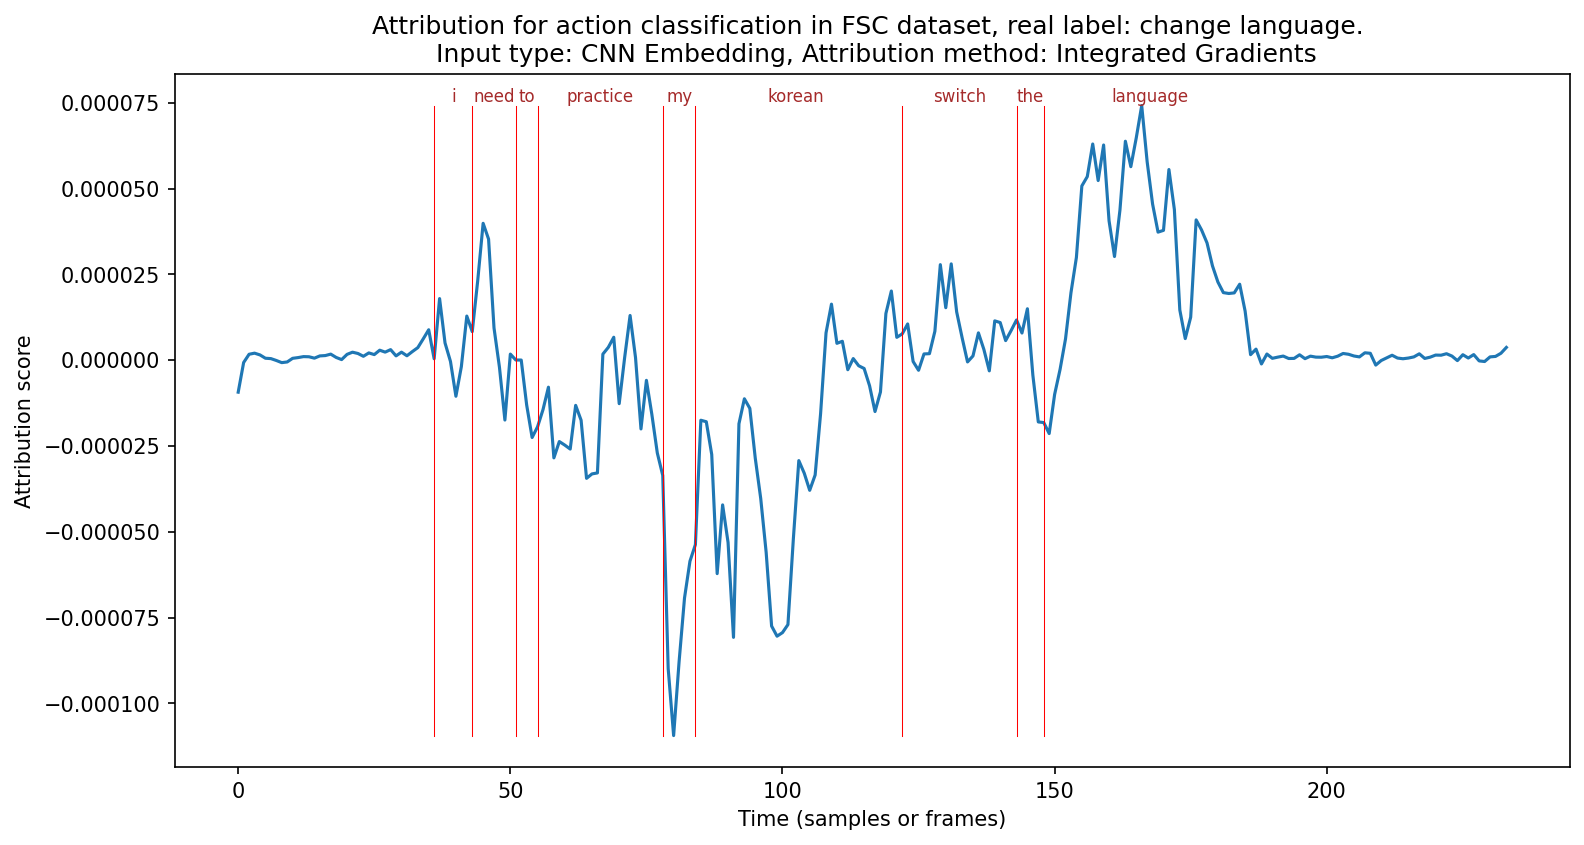 Attribution for action classification in FSC dataset, real label: change language.
Input type: CNN Embedding, Attribution method: Integrated Gradients
i need to practice my korean switch the language
0.000075
0.000050
0.000025
0.000000
−0.000025
−0.000050
−0.000075
−0.000100
Attribution score
0 50 100 150 200
Time (samples or frames)